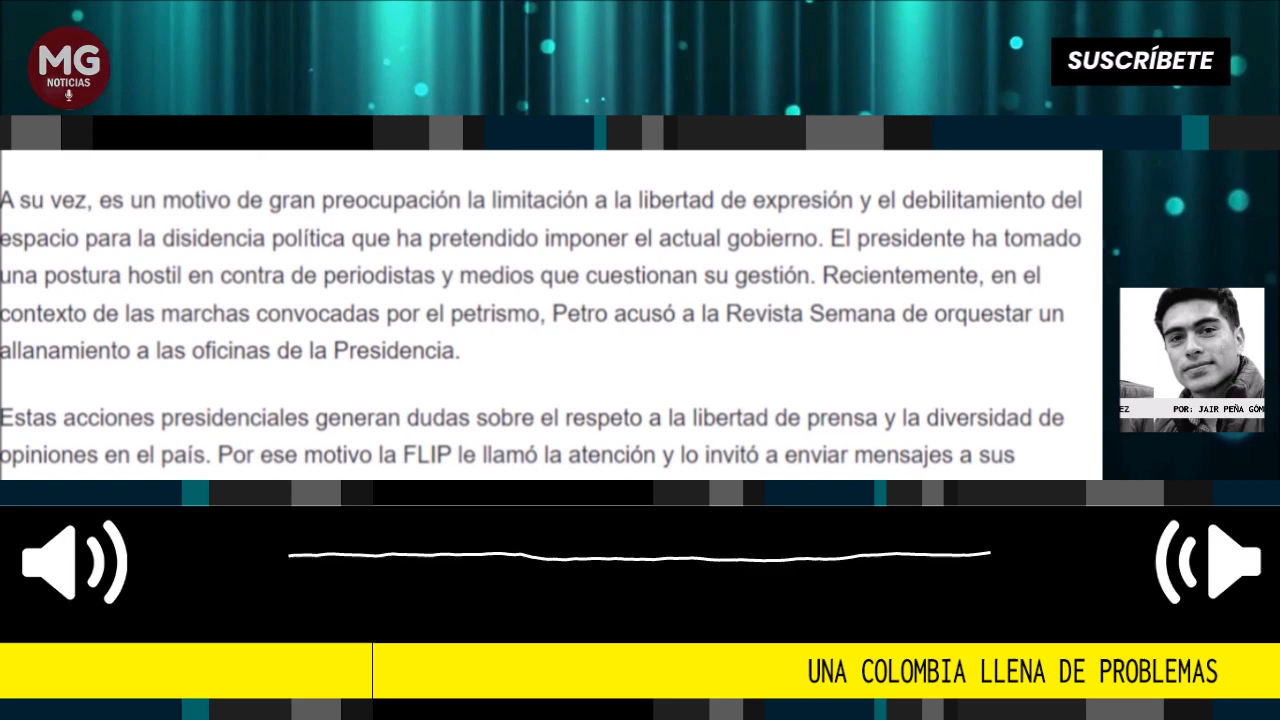 MG
NOTICIAS
SUSCRÍBETE
A su vez, es un motivo de gran preocupación la limitación a la libertad de expresión y el debilitamiento del
espacio para la disidencia política que ha pretendido imponer el actual gobierno. El presidente ha tomado
una postura hostil en contra de periodistas y medios que cuestionan su gestión. Recientemente, en el
contexto de las marchas convocadas por el petrismo, Petro acusó a la Revista Semana de orquestar un
allanamiento a las oficinas de la Presidencia.
Estas acciones presidenciales generan dudas sobre el respeto a la libertad de prensa y la diversidad de
opiniones en el país. Por ese motivo la FLIP le llamó la atención y lo invitó a enviar mensajes a sus
EZ POR: JAIR PEÑA GÓM
UNA COLOMBIA LLENA DE PROBLEMAS